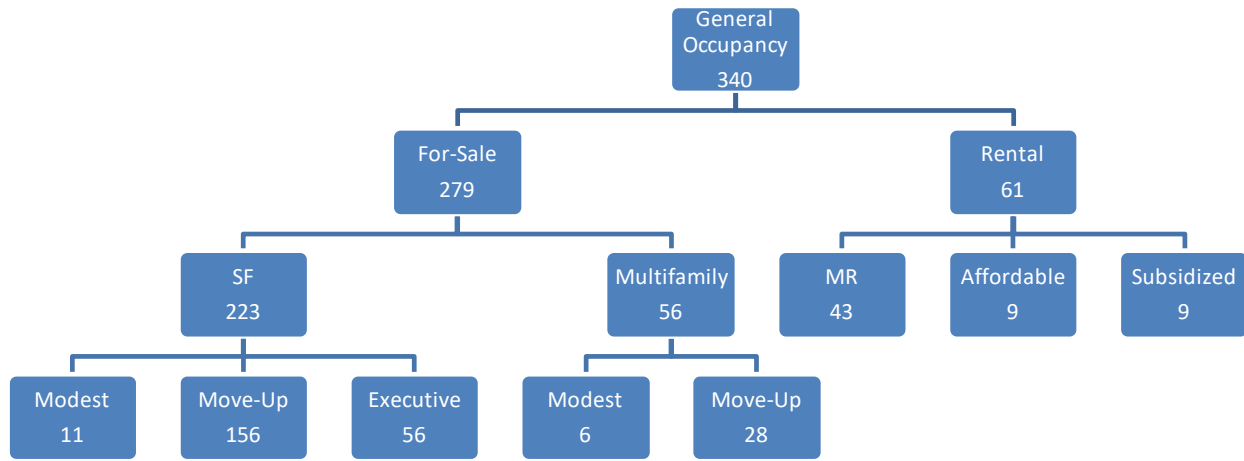 General
Occupancy
340
For-Sale
279
Rental
61
SF
223
Multifamily
56
MR
43
Affordable
9
Subsidized
9
Modest
11
Move-Up
156
Executive
56
Modest
6
Move-Up
28